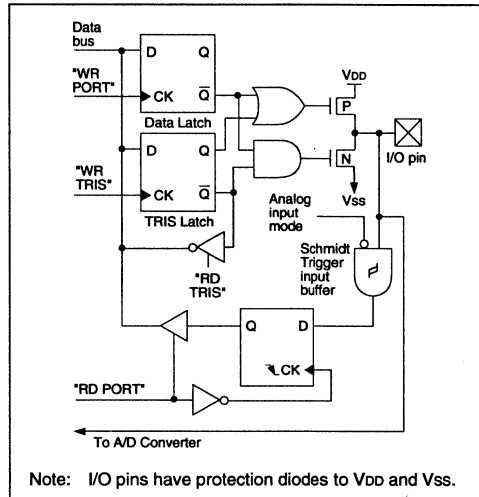 Data
bus
D
Q
"WR
PORT"
CK
Q
Data Latch
VDD
P
I/O pin
D
Q
N
"WR
TRIS"
CK
Q
VSS
TRIS Latch
Analog
input
mode
Schmidt
Trigger
input
buffer
"RD
TRIS"
Q
D
CK
"RD PORT"
To A/D Converter
Note: I/O pins have protection diodes to VDD and VSS.